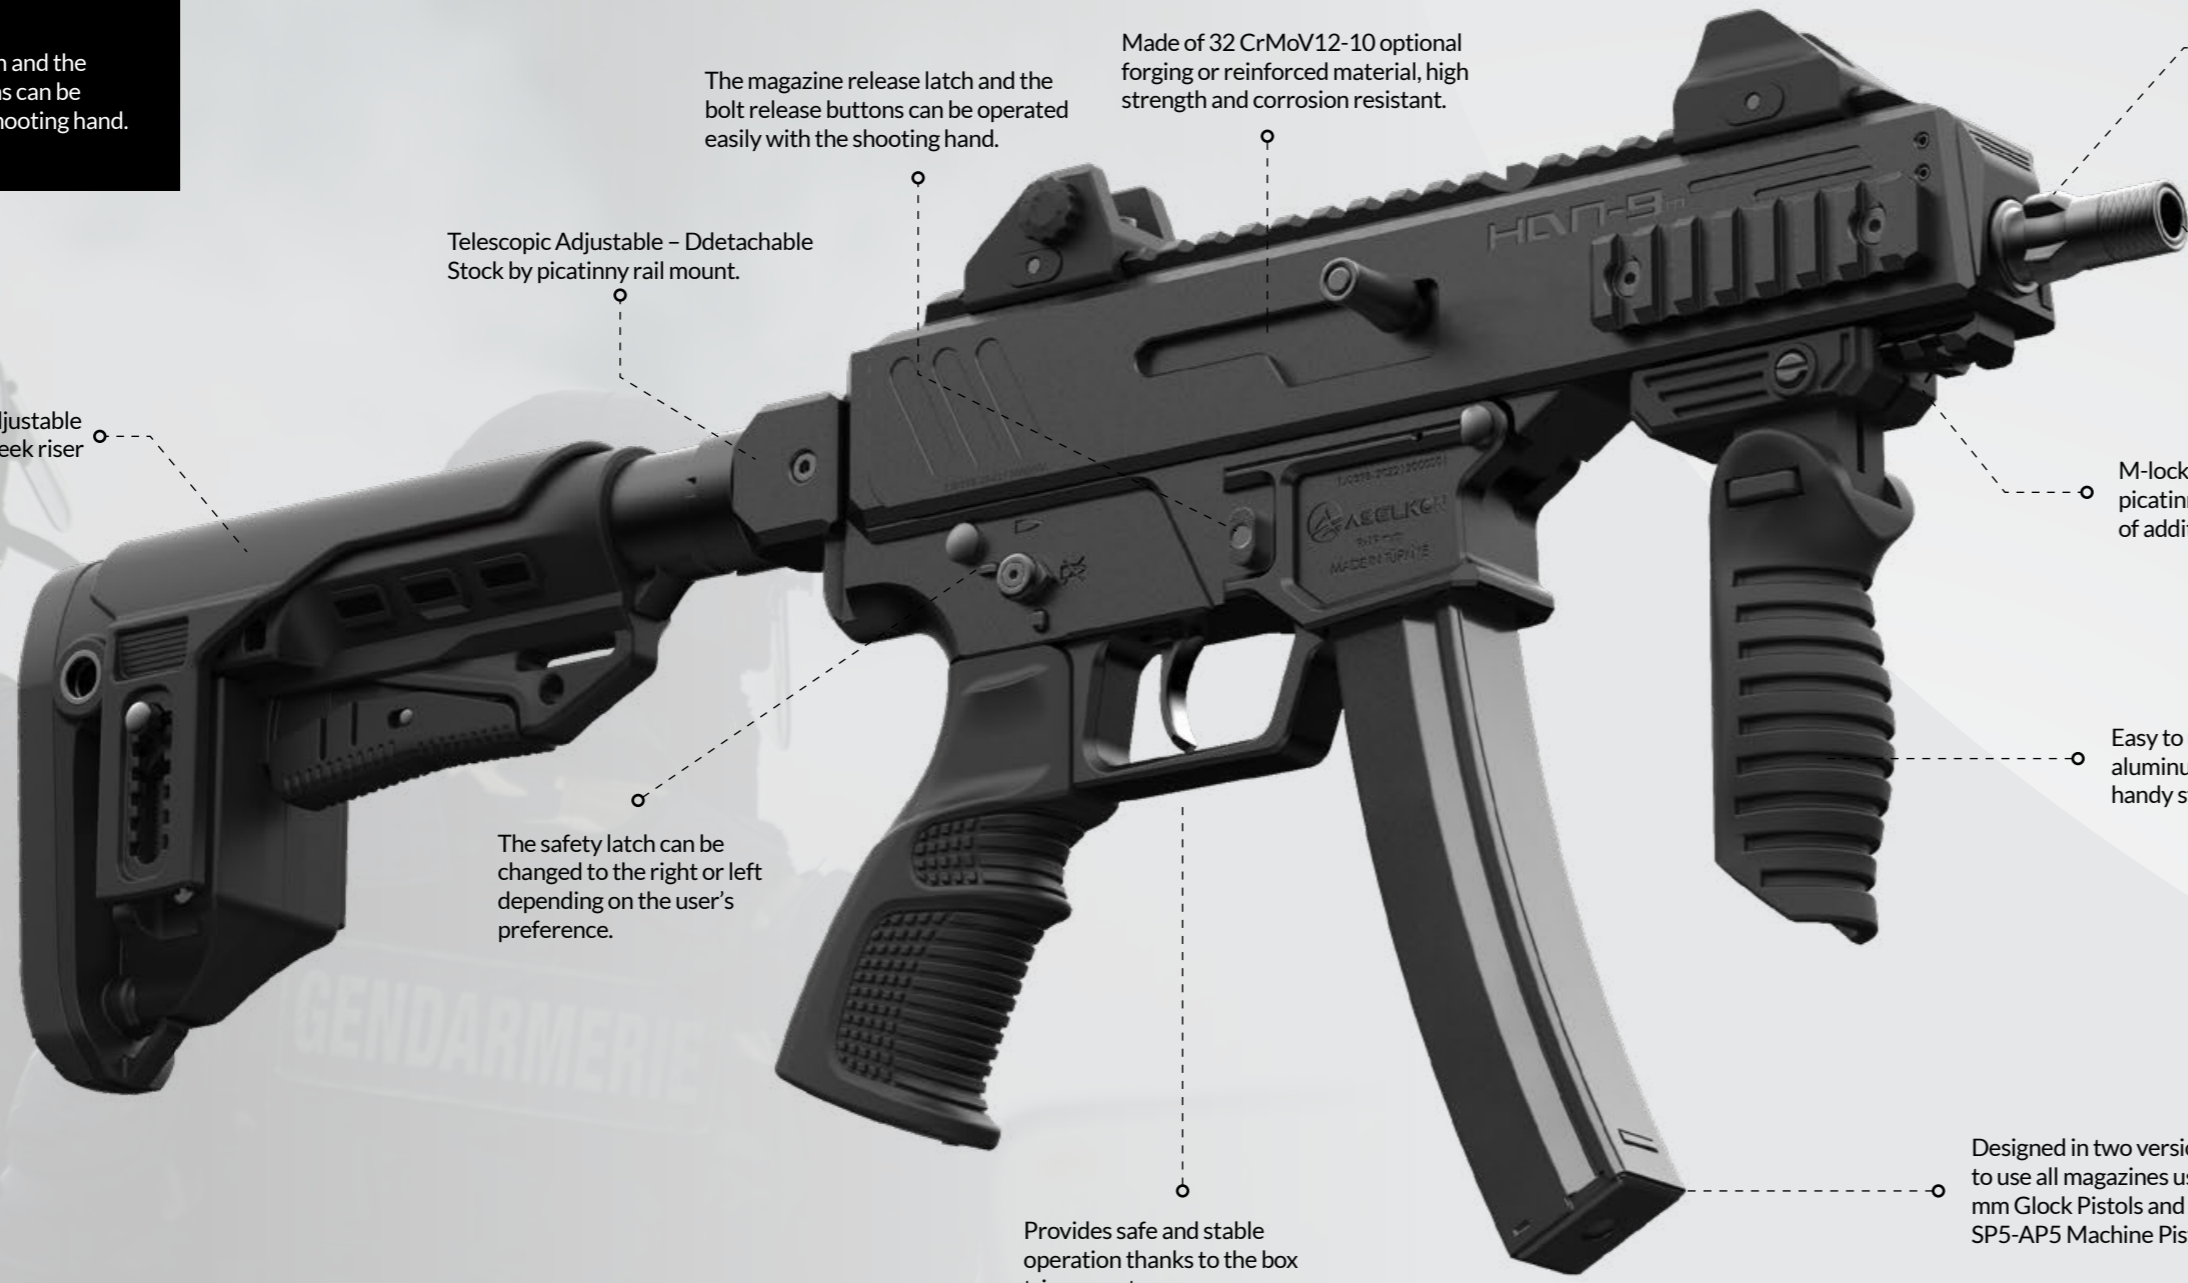 and the
can be
hooting hand.
The magazine release latch and the
bolt release buttons can be operated
easily with the shooting hand.
Made of 32 CrMoV12-10 optional
forging or reinforced material, high
strength and corrosion resistant.
Telescopic Adjustable – Ddetachable
Stock by picatinny rail mount.
HAN-9
djustable
eek riser
M-lock
picatinn
of addit
ASELKON
MADE IN TÜRKİYE
Easy to
aluminu
handy s
The safety latch can be
changed to the right or left
depending on the user's
preference.
GENDARMERIE
Designed in two versi
to use all magazines us
mm Glock Pistols and
SP5-AP5 Machine Pis
Provides safe and stable
operation thanks to the box